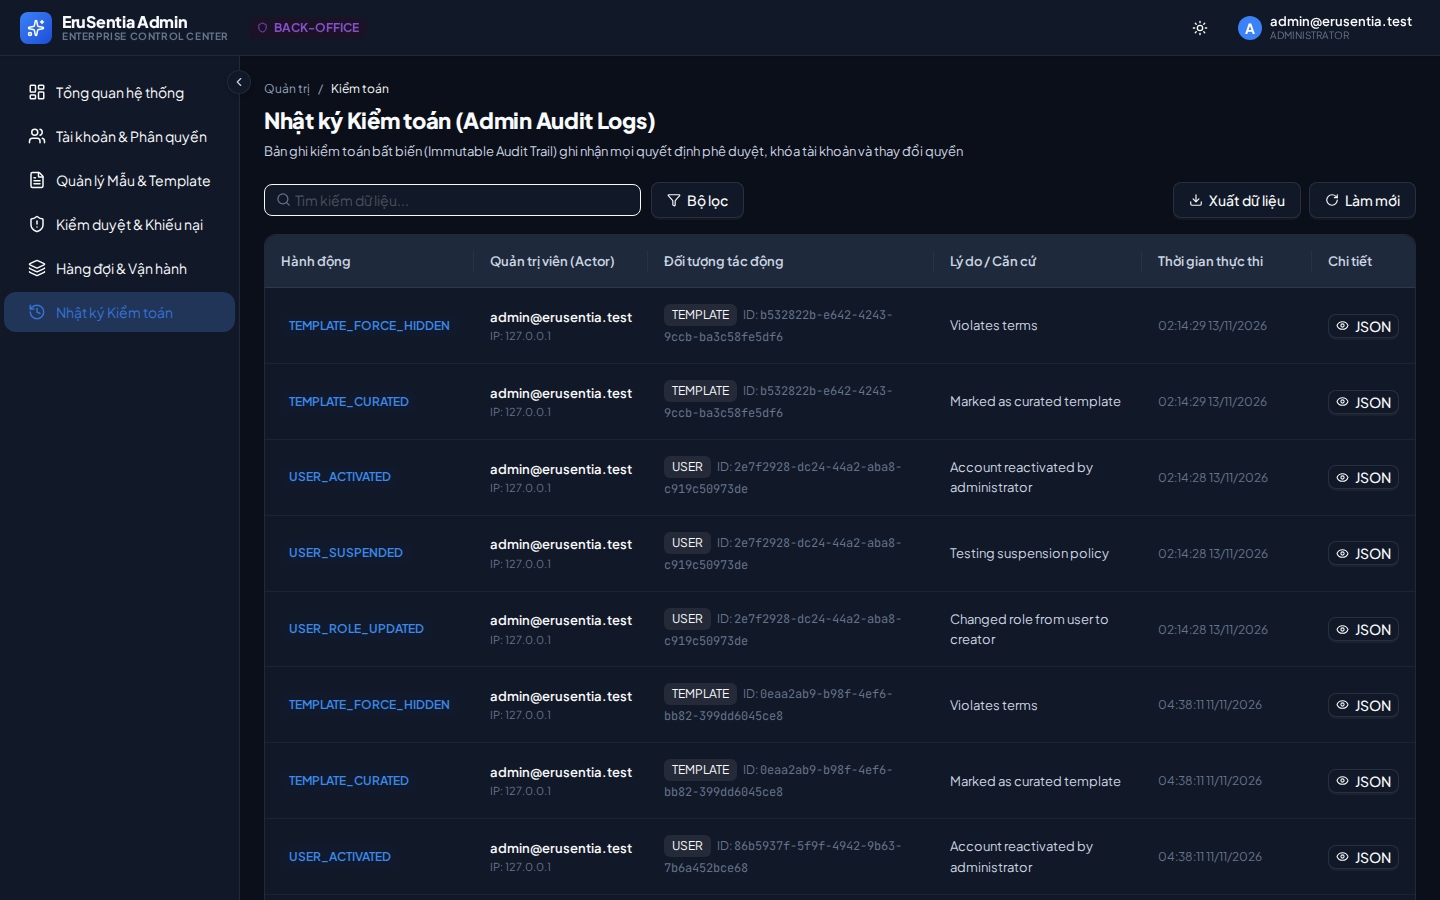 EruSentia Admin
ENTERPRISE CONTROL CENTER
BACK-OFFICE
A
admin@erusentia.test
ADMINISTRATOR
Tổng quan hệ thống
Tài khoản & Phân quyền
Quản lý Mẫu & Template
Kiểm duyệt & Khiếu nại
Hàng đợi & Vận hành
Nhật ký Kiểm toán
Quản trị / Kiểm toán
Nhật ký Kiểm toán (Admin Audit Logs)
Bản ghi kiểm toán bất biến (Immutable Audit Trail) ghi nhận mọi quyết định phê duyệt, khóa tài khoản và thay đổi quyền
Tìm kiếm dữ liệu...
Bộ lọc
Xuất dữ liệu
Làm mới
Hành động
Quản trị viên (Actor)
Đối tượng tác động
Lý do / Căn cứ
Thời gian thực thi
Chi tiết
TEMPLATE_FORCE_HIDDEN
admin@erusentia.test
IP: 127.0.0.1
TEMPLATE ID: b532822b-e642-4243-
9ccb-ba3c58fe5df6
Violates terms
02:14:29 13/11/2026
JSON
TEMPLATE_CURATED
admin@erusentia.test
IP: 127.0.0.1
TEMPLATE ID: b532822b-e642-4243-
9ccb-ba3c58fe5df6
Marked as curated template
02:14:29 13/11/2026
JSON
USER_ACTIVATED
admin@erusentia.test
IP: 127.0.0.1
USER ID: 2e7f2928-dc24-44a2-aba8-
c919c50973de
Account reactivated by
administrator
02:14:28 13/11/2026
JSON
USER_SUSPENDED
admin@erusentia.test
IP: 127.0.0.1
USER ID: 2e7f2928-dc24-44a2-aba8-
c919c50973de
Testing suspension policy
02:14:28 13/11/2026
JSON
USER_ROLE_UPDATED
admin@erusentia.test
IP: 127.0.0.1
USER ID: 2e7f2928-dc24-44a2-aba8-
c919c50973de
Changed role from user to
creator
02:14:28 13/11/2026
JSON
TEMPLATE_FORCE_HIDDEN
admin@erusentia.test
IP: 127.0.0.1
TEMPLATE ID: 0eaa2ab9-b98f-4ef6-
bb82-399dd6045ce8
Violates terms
04:38:11 11/11/2026
JSON
TEMPLATE_CURATED
admin@erusentia.test
IP: 127.0.0.1
TEMPLATE ID: 0eaa2ab9-b98f-4ef6-
bb82-399dd6045ce8
Marked as curated template
04:38:11 11/11/2026
JSON
USER_ACTIVATED
admin@erusentia.test
IP: 127.0.0.1
USER ID: 86b5937f-5f9f-4942-9b63-
7b6a452bce68
Account reactivated by
administrator
04:38:11 11/11/2026
JSON